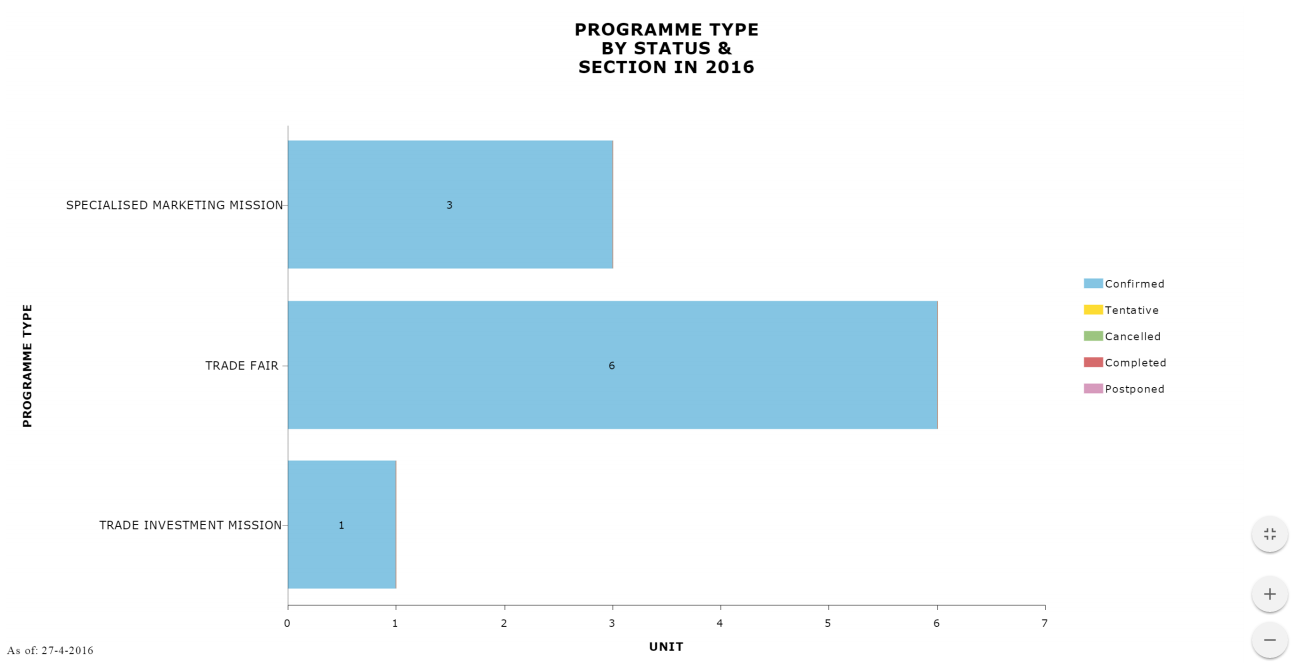 PROGRAMME TYPE
BY STATUS &
SECTION IN 2016
SPECIALISED MARKETING MISSION
3
TRADE FAIR
6
TRADE INVESTMENT MISSION
1
PROGRAMME TYPE
0 1 2 3 4 5 6 7
UNIT
Confirmed
Tentative
Cancelled
Completed
Postponed
As of: 27-4-2016